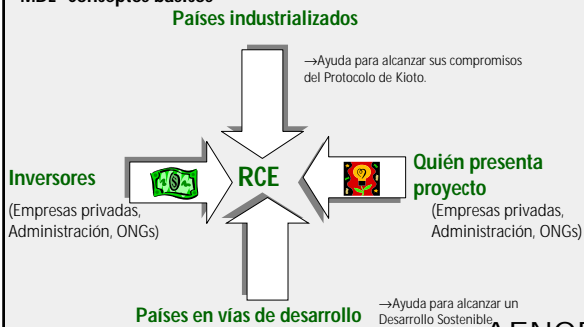 MDL- conceptos básicos
Países industrializados
→Ayuda para alcanzar sus compromisos
del Protocolo de Kioto.
Inversores
(Empresas privadas,
Administración, ONGs)
RCE
Quién presenta
proyecto
(Empresas privadas,
Administración, ONGs)
Países en vías de desarrollo
→Ayuda para alcanzar un
Desarrollo Sostenible